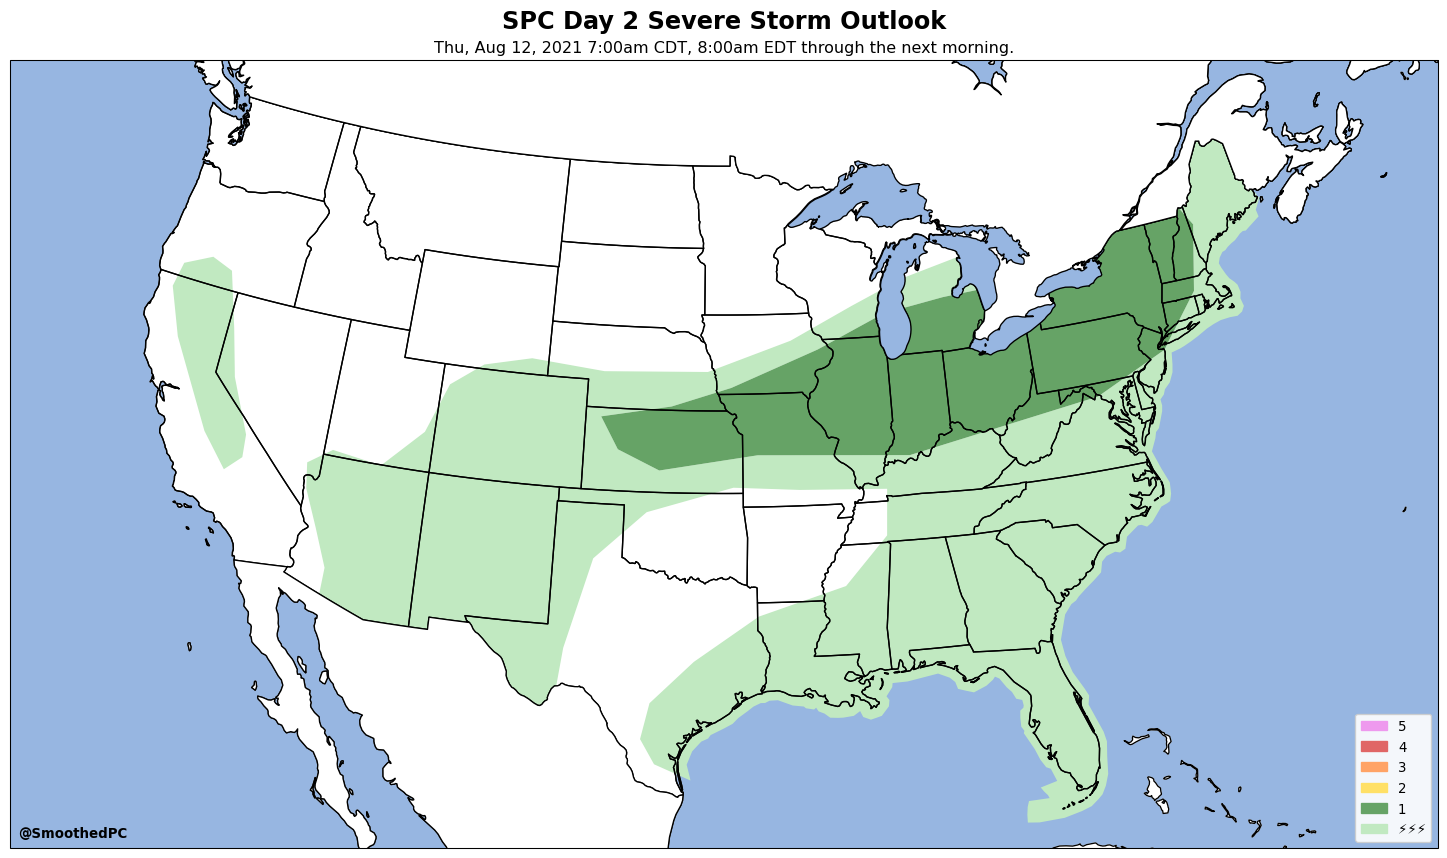 SPC Day 2 Severe Storm Outlook
Thu, Aug 12, 2021 7:00am CDT, 8:00am EDT through the next morning.
5
4
3
2
1
⚡⚡⚡
@SmoothedPC